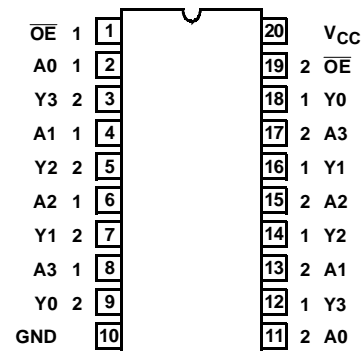 O̅E̅ 1 1 20 VCC
A0 1 2 19 2 O̅E̅
Y3 2 3 18 1 Y0
A1 1 4 17 2 A3
Y2 2 5 16 1 Y1
A2 1 6 15 2 A2
Y1 2 7 14 1 Y2
A3 1 8 13 2 A1
Y0 2 9 12 1 Y3
GND 10 11 2 A0